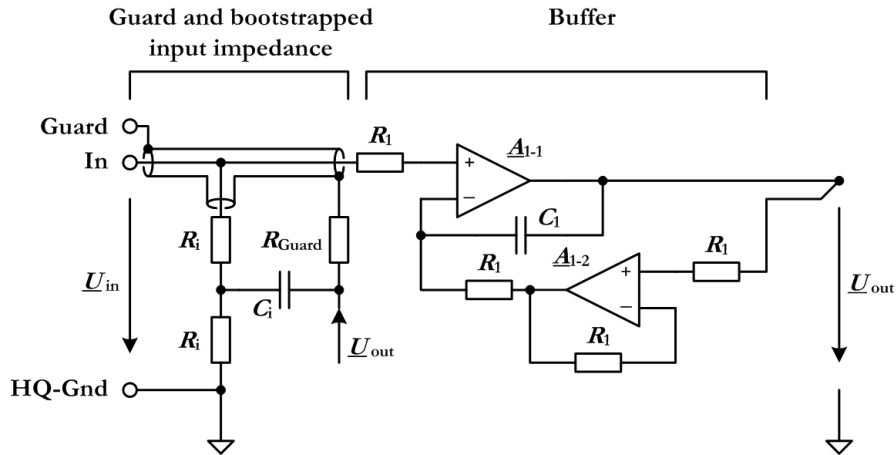 Guard and bootstrapped
input impedance
Buffer
Guard
In
R1
A1-1
+
−
C1
Ri
RGuard
R1
A1-2
+
−
R1
Uin
Ci
Uout
Uout
Ri
R1
HQ-Gnd